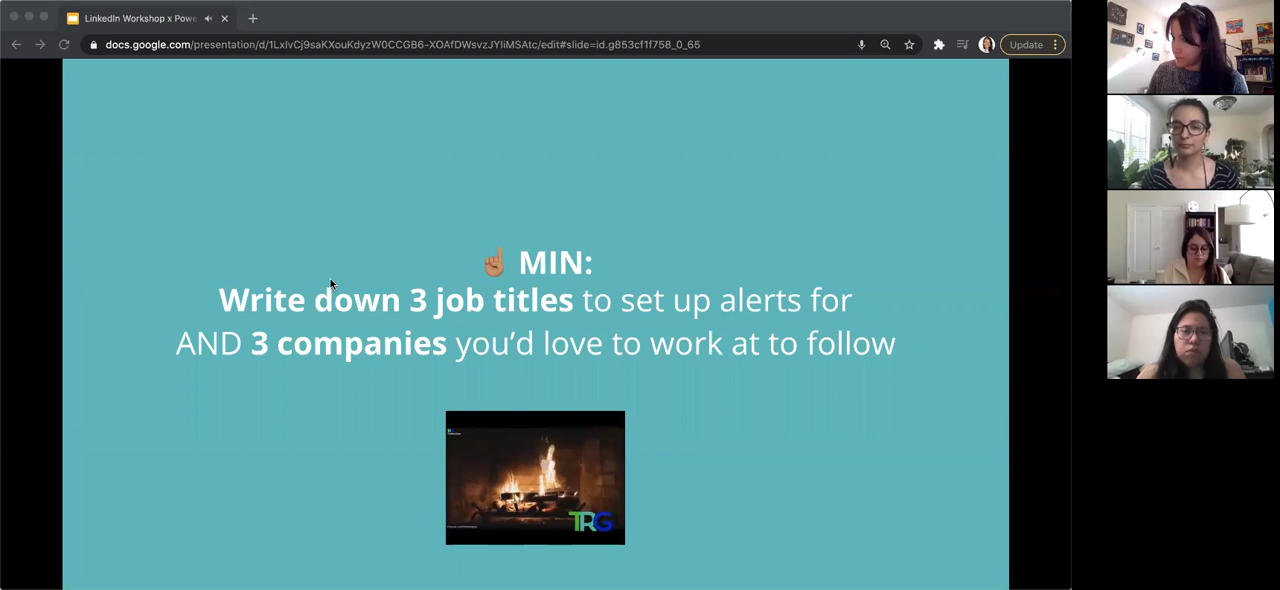 LinkedIn Workshop x Powe
docs.google.com/presentation/d/1LxlvCj9saKXouKdyzW0CCGB6-XOAfDWsvzJYliMSAtc/edit#slide=id.g853cf1f758_0_65
Update
MIN:
Write down 3 job titles to set up alerts for
AND 3 companies you’d love to work at to follow
TRG